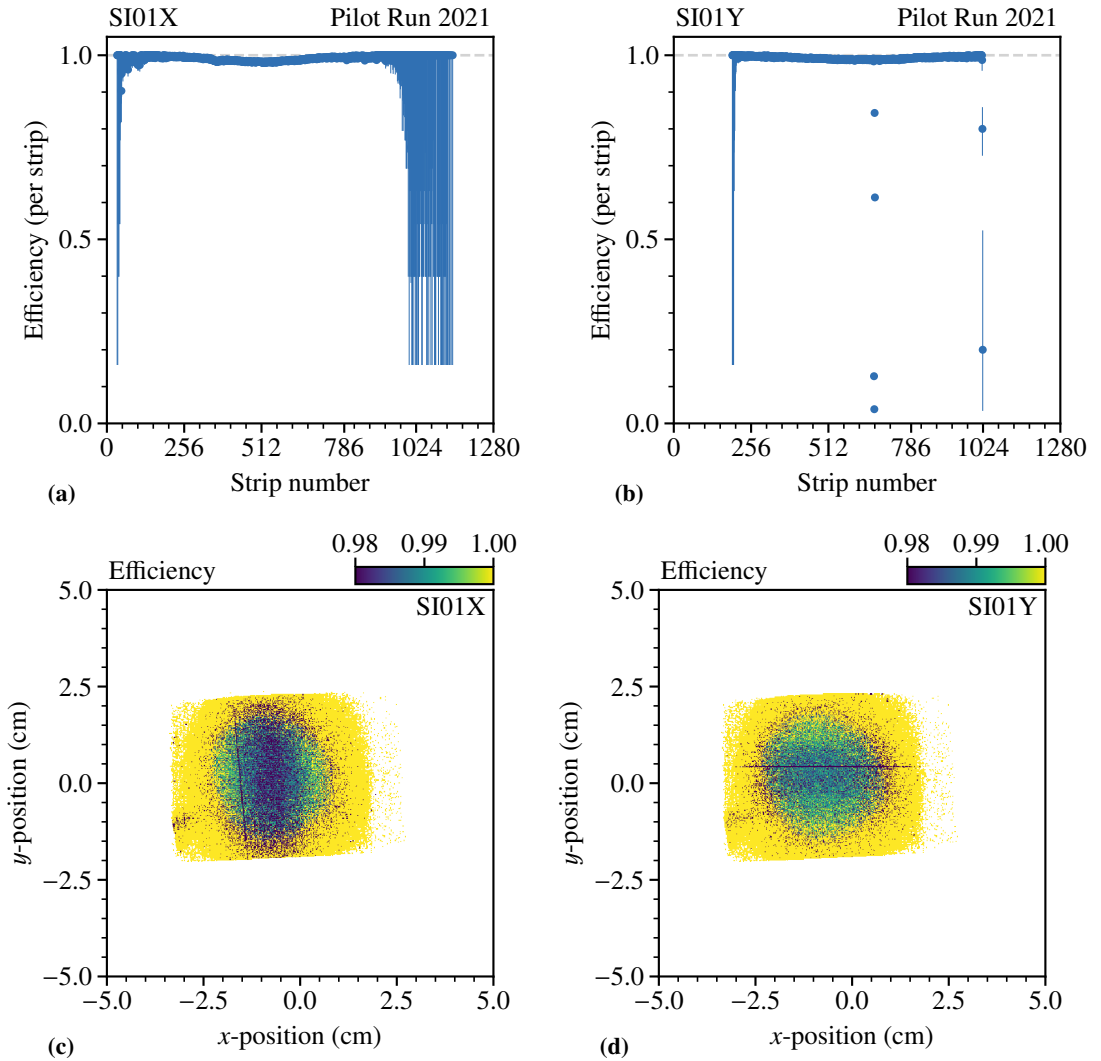 SI01X Pilot Run 2021
1.0
0.5
0.0
Efficiency (per strip)
0 256 512 786 1024 1280
Strip number
(a)
SI01Y Pilot Run 2021
1.0
0.5
0.0
Efficiency (per strip)
0 256 512 786 1024 1280
Strip number
(b)
0.98 0.99 1.00
Efficiency
SI01X
5.0
2.5
0.0
−2.5
−5.0
y-position (cm)
−5.0 −2.5 0.0 2.5 5.0
x-position (cm)
(c)
0.98 0.99 1.00
Efficiency
SI01Y
5.0
2.5
0.0
−2.5
−5.0
y-position (cm)
−5.0 −2.5 0.0 2.5 5.0
x-position (cm)
(d)